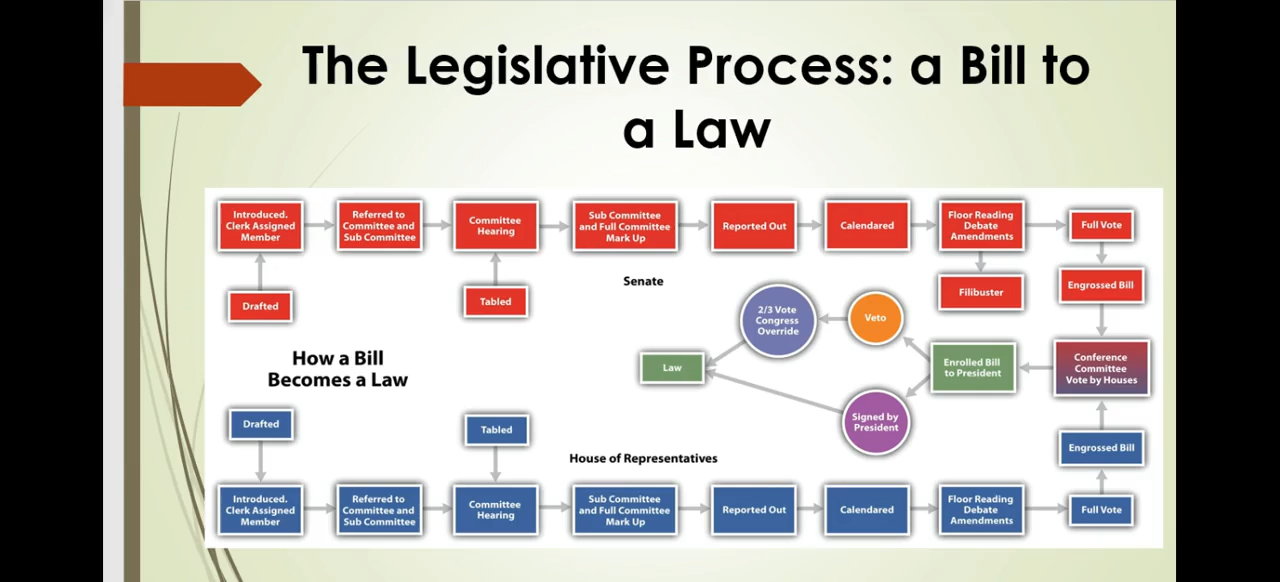 The Legislative Process: a Bill to
a Law
Introduced.
Clerk Assigned
Member
Referred to
Committee and
Sub Committee
Committee
Hearing
Sub Committee
and Full Committee
Mark Up
Reported Out
Calendared
Floor Reading
Debate
Amendments
Full Vote
Drafted
Tabled
Senate
Filibuster
Engrossed Bill
2/3 Vote
Congress
Override
Veto
How a Bill
Becomes a Law
Law
Enrolled Bill
to President
Conference
Committee
Vote by Houses
Signed by
President
Drafted
Tabled
House of Representatives
Engrossed Bill
Introduced.
Clerk Assigned
Member
Referred to
Committee and
Sub Committee
Committee
Hearing
Sub Committee
and Full Committee
Mark Up
Reported Out
Calendared
Floor Reading
Debate
Amendments
Full Vote